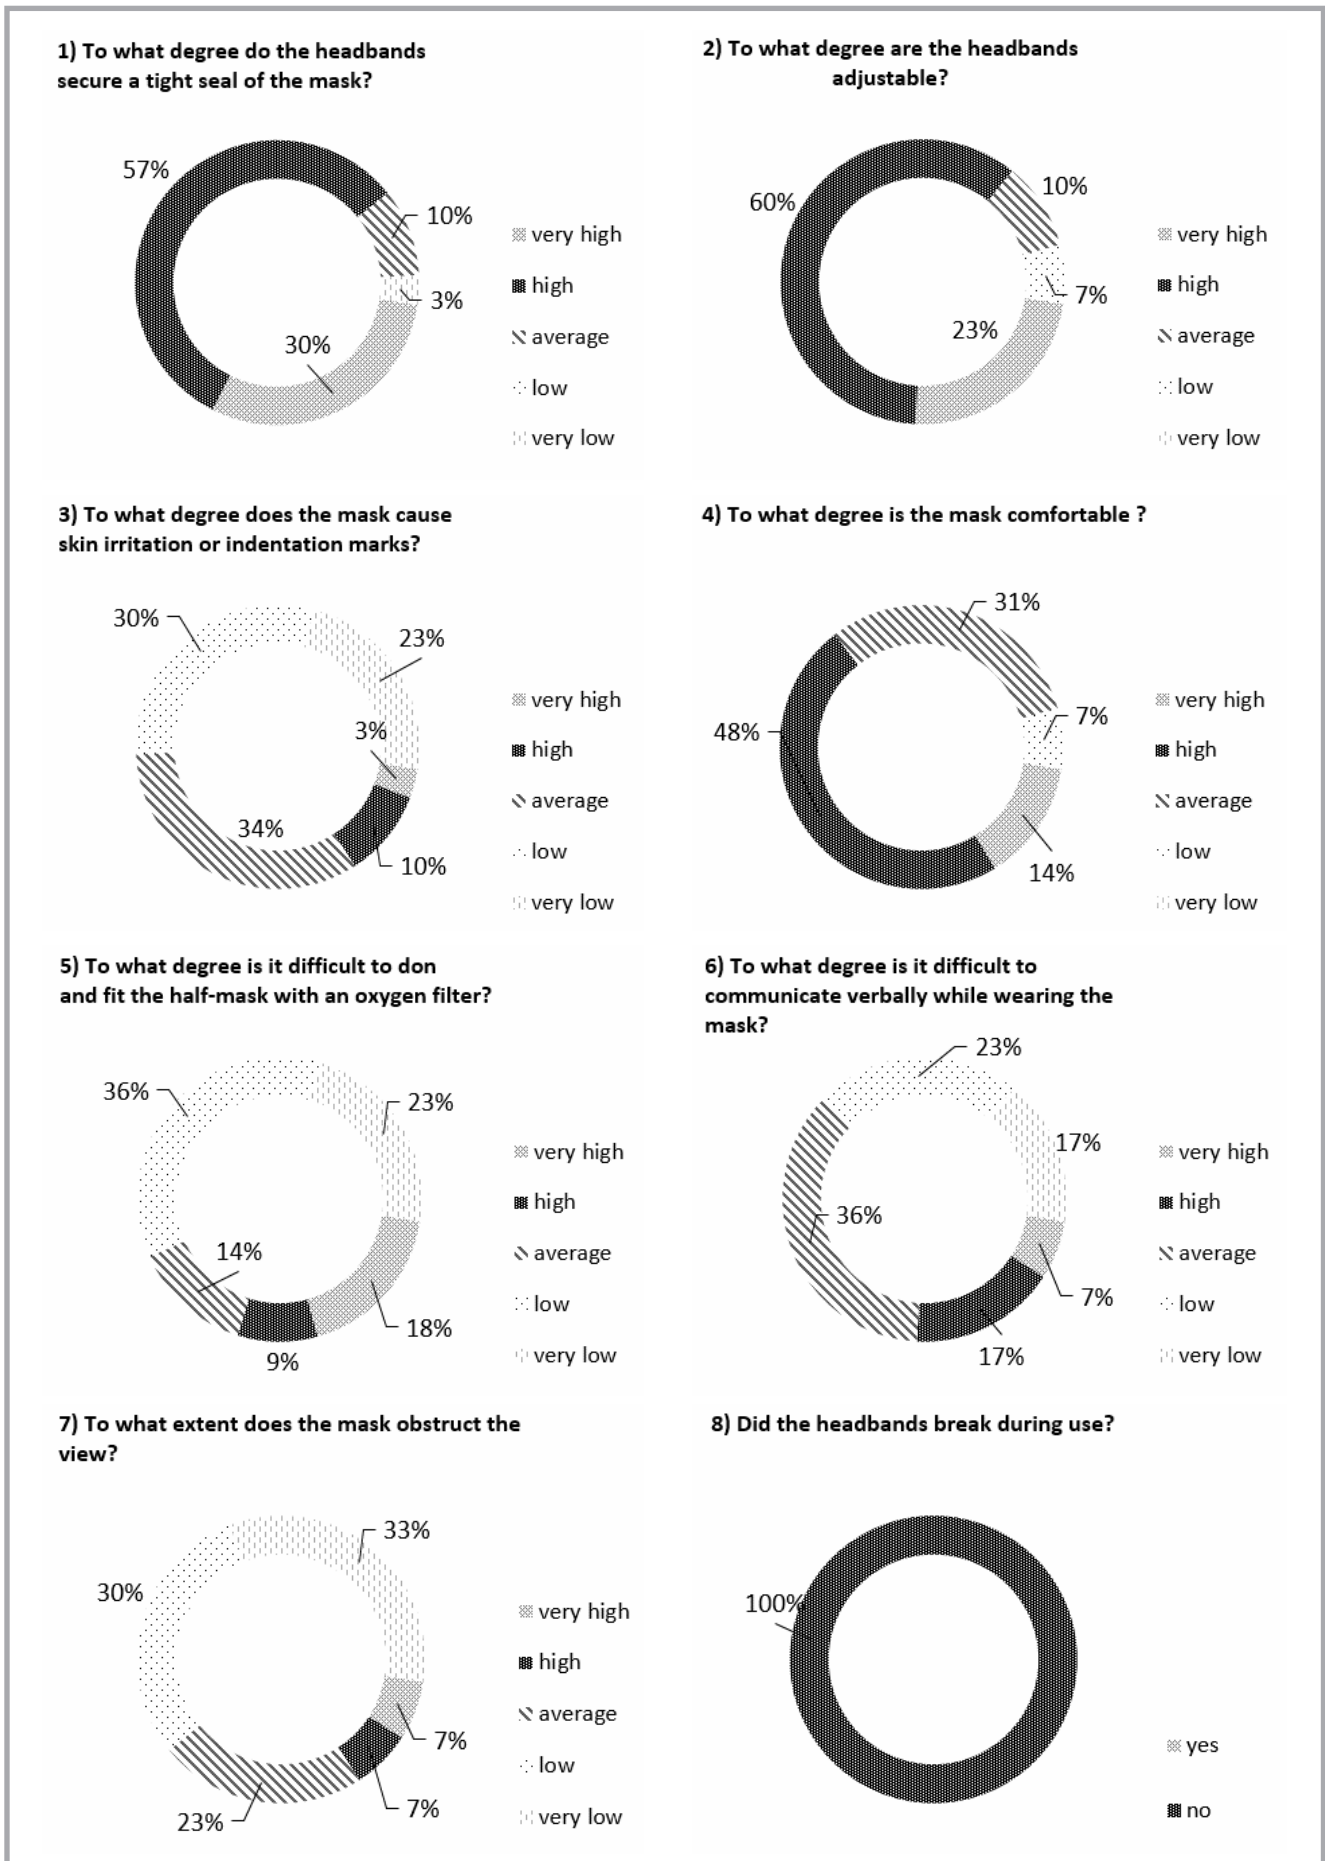 1) To what degree do the headbands
secure a tight seal of the mask?
57%
10%
3%
30%
very high
high
average
low
very low
2) To what degree are the headbands
adjustable?
60%
10%
7%
23%
very high
high
average
low
very low
3) To what degree does the mask cause
skin irritation or indentation marks?
30%
23%
3%
34%
10%
very high
high
average
low
very low
4) To what degree is the mask comfortable ?
31%
7%
48%
14%
very high
high
average
low
very low
5) To what degree is it difficult to don
and fit the half-mask with an oxygen filter?
36%
23%
14%
18%
9%
very high
high
average
low
very low
6) To what degree is it difficult to
communicate verbally while wearing the
mask?
23%
17%
36%
7%
17%
very high
high
average
low
very low
7) To what extent does the mask obstruct the
view?
33%
30%
7%
7%
23%
very high
high
average
low
very low
8) Did the headbands break during use?
100%
yes
no